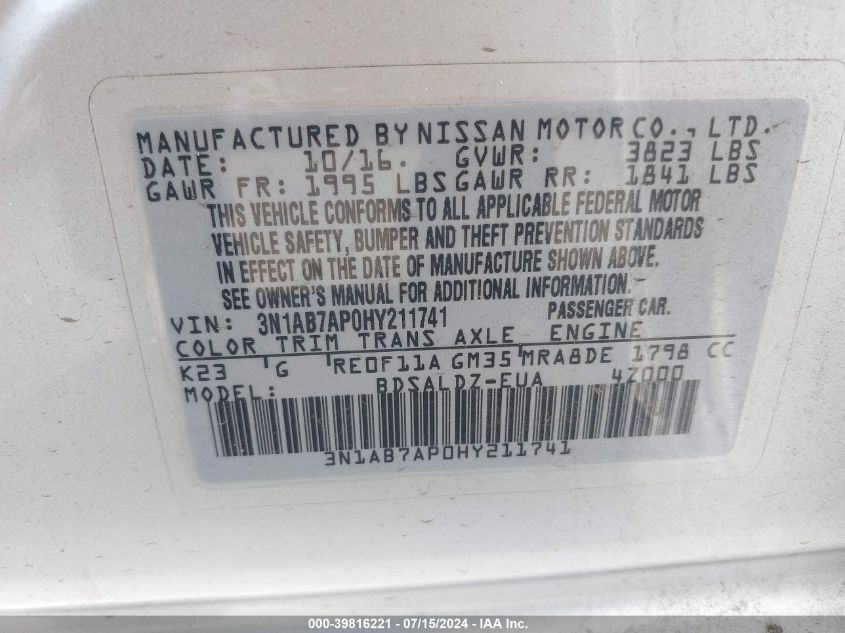 MANUFACTURED BY NISSAN MOTOR CO., LTD.
DATE: 10/16. GVWR: 3823 LBS
GAWR FR: 1995 LBS GAWR RR: 1841 LBS
THIS VEHICLE CONFORMS TO ALL APPLICABLE FEDERAL MOTOR
VEHICLE SAFETY, BUMPER AND THEFT PREVENTION STANDARDS
IN EFFECT ON THE DATE OF MANUFACTURE SHOWN ABOVE.
SEE OWNER'S MANUAL FOR ADDITIONAL INFORMATION.
VIN: 3N1AB7AP0HY211741 PASSENGER CAR.
COLOR TRIM TRANS AXLE ENGINE
K23 G RE0F11A GM35 MRA8DE 1798 CC
MODEL: BDSALDZ-EUA 4Z000
3N1AB7AP0HY211741
000-39816221 - 07/15/2024 - IAA Inc.